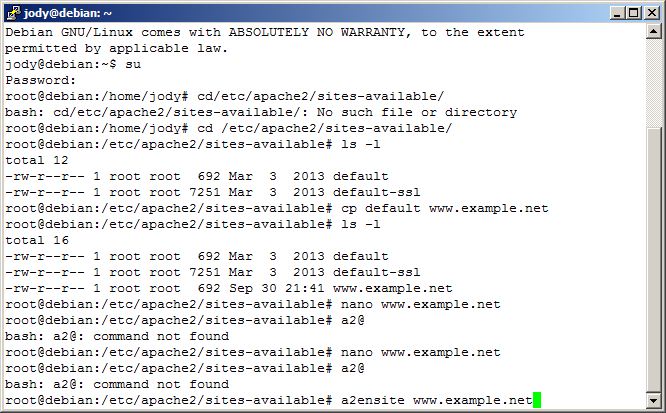 jody@debian: ~
Debian GNU/Linux comes with ABSOLUTELY NO WARRANTY, to the extent
permitted by applicable law.
jody@debian:~$ su
Password:
root@debian:/home/jody# cd/etc/apache2/sites-available/
bash: cd/etc/apache2/sites-available/: No such file or directory
root@debian:/home/jody# cd /etc/apache2/sites-available/
root@debian:/etc/apache2/sites-available# ls -l
total 12
-rw-r--r-- 1 root root  692 Mar  3  2013 default
-rw-r--r-- 1 root root 7251 Mar  3  2013 default-ssl
root@debian:/etc/apache2/sites-available# cp default www.example.net
root@debian:/etc/apache2/sites-available# ls -l
total 16
-rw-r--r-- 1 root root  692 Mar  3  2013 default
-rw-r--r-- 1 root root 7251 Mar  3  2013 default-ssl
-rw-r--r-- 1 root root  692 Sep 30 21:41 www.example.net
root@debian:/etc/apache2/sites-available# nano www.example.net
root@debian:/etc/apache2/sites-available# a2@
bash: a2@: command not found
root@debian:/etc/apache2/sites-available# nano www.example.net
root@debian:/etc/apache2/sites-available# a2@
bash: a2@: command not found
root@debian:/etc/apache2/sites-available# a2ensite www.example.net